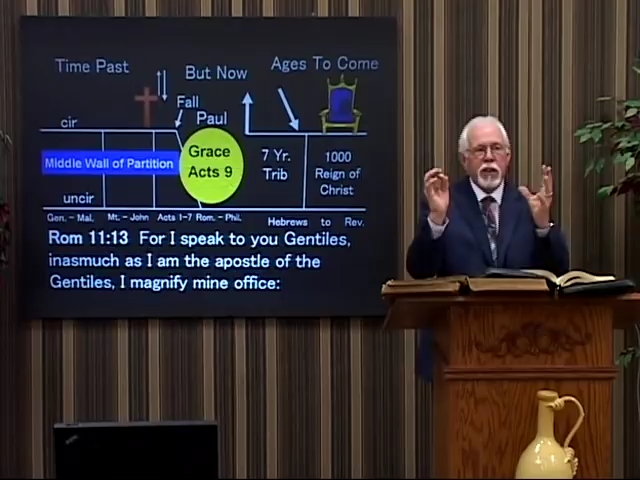 Time Past
But Now
Ages To Come
Fall
Paul
cir
Middle Wall of Partition
Grace
Acts 9
7 Yr.
Trib
1000
Reign of
Christ
uncir
Gen. - Mal. Mt. - John Acts 1-7 Rom. - Phil. Hebrews to Rev.
Rom 11:13 For I speak to you Gentiles,
inasmuch as I am the apostle of the
Gentiles, I magnify mine office: